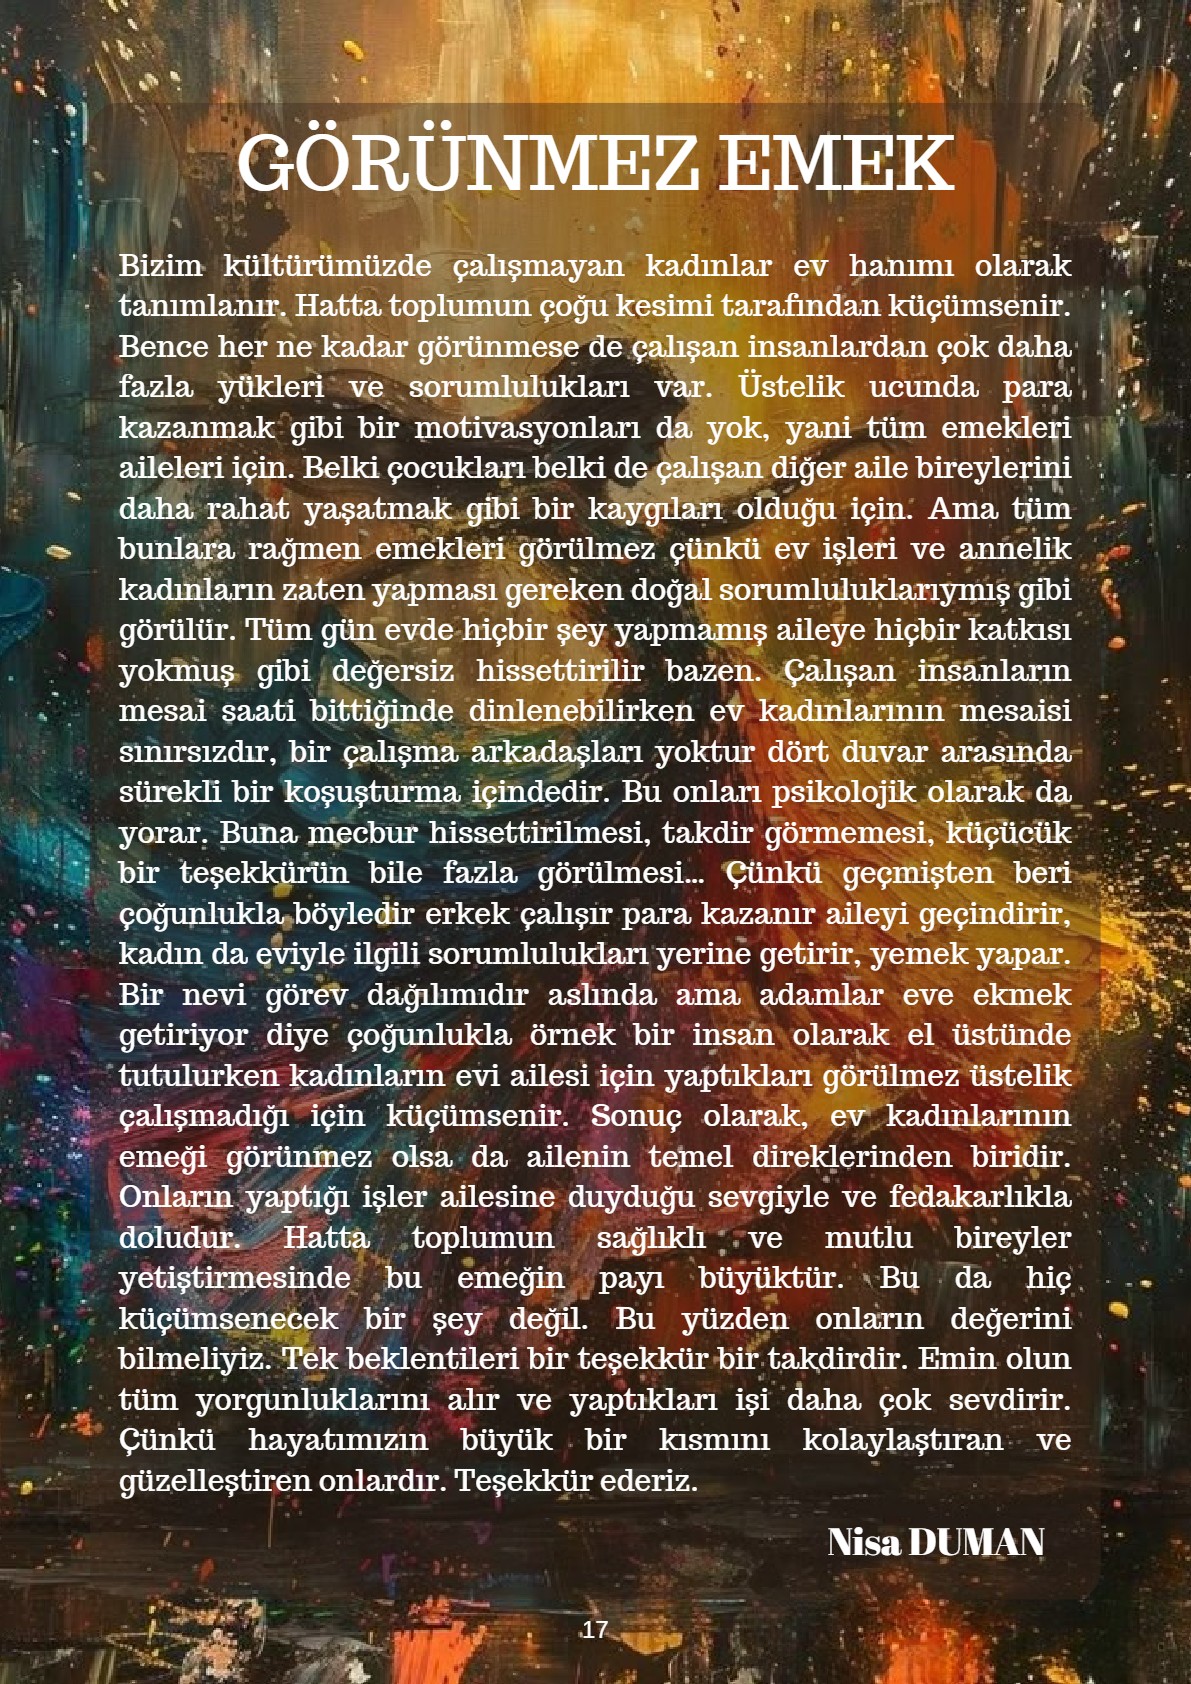 GÖRÜNMEZ EMEK
Bizim kültürümüzde çalışmayan kadınlar ev hanımı olarak
tanımlanır. Hatta toplumun çoğu kesimi tarafından küçümsenir.
Bence her ne kadar görünmese de çalışan insanlardan çok daha
fazla yükleri ve sorumlulukları var. Üstelik ucunda para
kazanmak gibi bir motivasyonları da yok, yani tüm emekleri
aileleri için. Belki çocukları belki de çalışan diğer aile bireylerini
daha rahat yaşatmak gibi bir kaygıları olduğu için. Ama tüm
bunlara rağmen emekleri görülmez çünkü ev işleri ve annelik
kadınların zaten yapması gereken doğal sorumluluklarıymış gibi
görülür. Tüm gün evde hiçbir şey yapmamış aileye hiçbir katkısı
yokmuş gibi değersiz hissettirilir bazen. Çalışan insanların
mesai saati bittiğinde dinlenebilirken ev kadınlarının mesaisi
sınırsızdır, bir çalışma arkadaşları yoktur dört duvar arasında
sürekli bir koşuşturma içindedir. Bu onları psikolojik olarak da
yorar. Buna mecbur hissettirilmesi, takdir görmemesi, küçücük
bir teşekkürün bile fazla görülmesi... Çünkü geçmişten beri
çoğunlukla böyledir erkek çalışır para kazanır aileyi geçindirir,
kadın da eviyle ilgili sorumlulukları yerine getirir, yemek yapar.
Bir nevi görev dağılımıdır aslında ama adamlar eve ekmek
getiriyor diye çoğunlukla örnek bir insan olarak el üstünde
tutulurken kadınların evi ailesi için yaptıkları görülmez üstelik
çalışmadığı için küçümsenir. Sonuç olarak, ev kadınlarının
emeği görünmez olsa da ailenin temel direklerinden biridir.
Onların yaptığı işler ailesine duyduğu sevgiyle ve fedakarlıkla
doludur. Hatta toplumun sağlıklı ve mutlu bireyler
yetiştirmesinde bu emeğin payı büyüktür. Bu da hiç
küçümsenecek bir şey değil. Bu yüzden onların değerini
bilmeliyiz. Tek beklentileri bir teşekkür bir takdirdir. Emin olun
tüm yorgunluklarını alır ve yaptıkları işi daha çok sevdirir.
Çünkü hayatımızın büyük bir kısmını kolaylaştıran ve
güzelleştiren onlardır. Teşekkür ederiz.
Nisa DUMAN
17